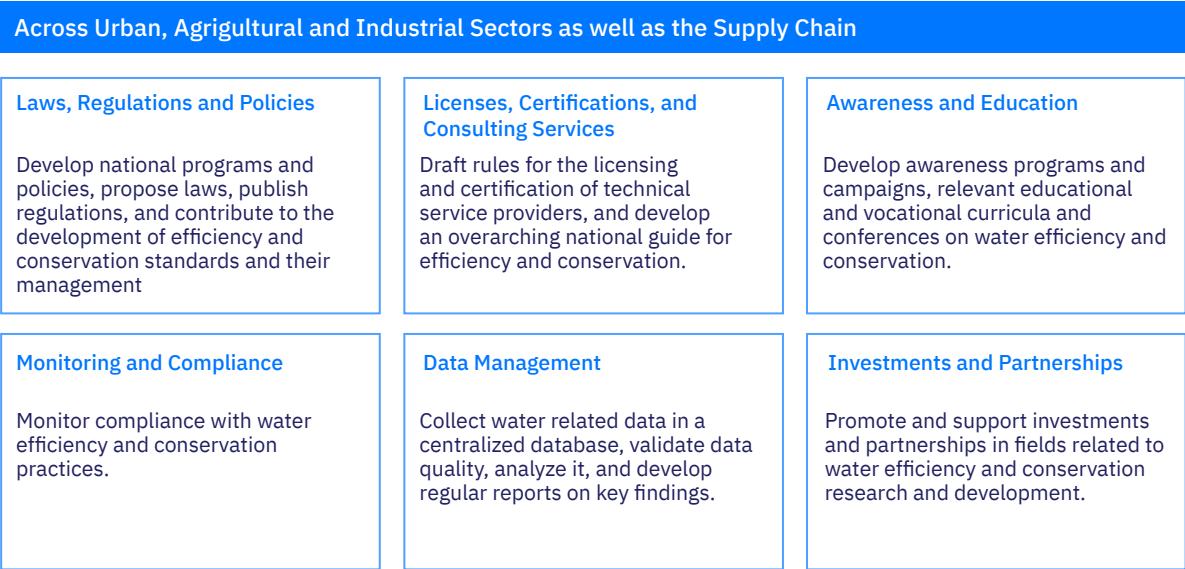 Across Urban, Agrigultural and Industrial Sectors as well as the Supply Chain
Laws, Regulations and Policies
Develop national programs and
policies, propose laws, publish
regulations, and contribute to the
development of efficiency and
conservation standards and their
management
Licenses, Certifications, and
Consulting Services
Draft rules for the licensing
and certification of technical
service providers, and develop
an overarching national guide for
efficiency and conservation.
Awareness and Education
Develop awareness programs and
campaigns, relevant educational
and vocational curricula and
conferences on water efficiency and
conservation.
Monitoring and Compliance
Monitor compliance with water
efficiency and conservation
practices.
Data Management
Collect water related data in a
centralized database, validate data
quality, analyze it, and develop
regular reports on key findings.
Investments and Partnerships
Promote and support investments
and partnerships in fields related to
water efficiency and conservation
research and development.